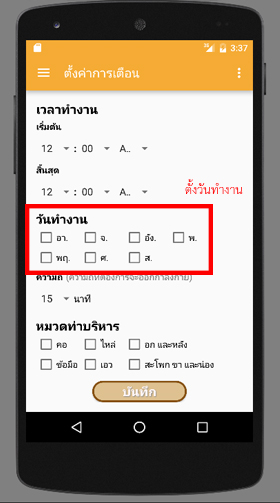 3:37
ตั้งค่าการเตือน
เวลาทำงาน
เริ่มต้น
12 : 00 A..
สิ้นสุด
12 : 00 A..
ตั้งวันทำงาน
วันทำงาน
อา. จ. อัง. พ.
พฤ. ศ. ส.
ความถี่ (ความถี่ที่ต้องการจะออกกำลังกาย)
15 นาที
หมวดท่าบริหาร
คอ ไหล่ อก และหลัง
ข้อมือ เอว สะโพก ขา และน่อง
บันทึก